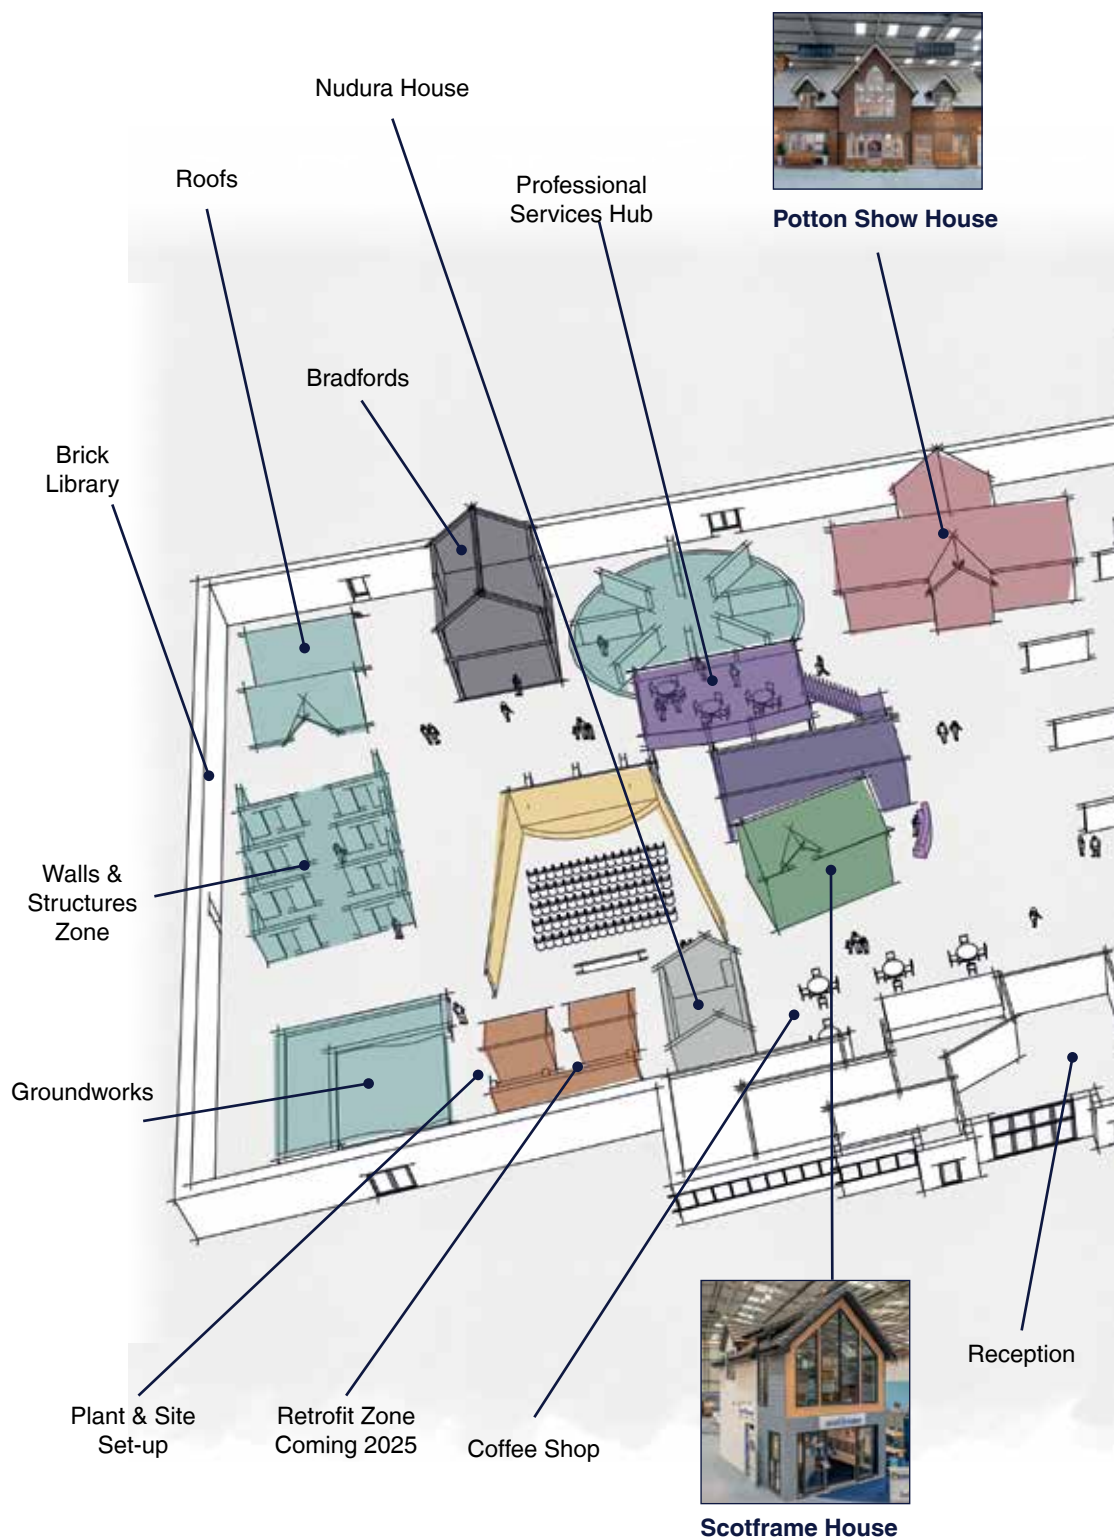 Nudura House
Roofs
Professional
Services Hub
Potton Show House
Bradfords
Brick
Library
Walls &
Structures
Zone
Groundworks
Plant & Site
Set-up
Retrofit Zone
Coming 2025
Coffee Shop
Reception
Scotframe House